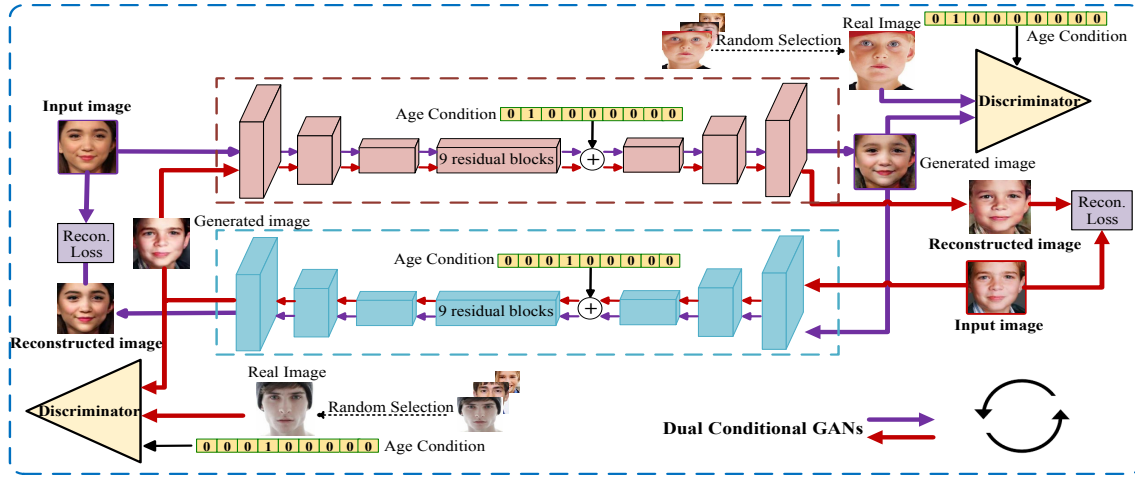 Real Image
0 1 0 0 0 0 0 0 0
Age Condition
Random Selection
Input image
Discriminator
Age Condition
0 1 0 0 0 0 0 0 0
9 residual blocks
+
Generated image
Recon.
Loss
Generated image
Recon.
Loss
Reconstructed image
Age Condition
0 0 0 1 0 0 0 0 0
9 residual blocks
+
Input image
Reconstructed image
Real Image
Discriminator
Random Selection
Dual Conditional GANs
0 0 0 1 0 0 0 0 0
Age Condition